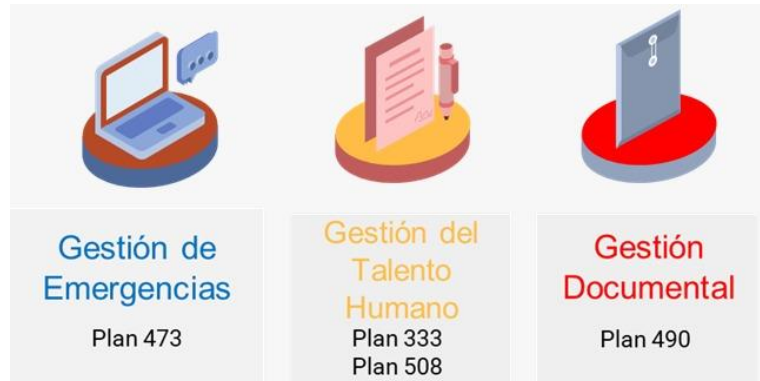 Gestión de
Emergencias
Plan 473
Gestión del
Talento
Humano
Plan 333
Plan 508
Gestión
Documental
Plan 490